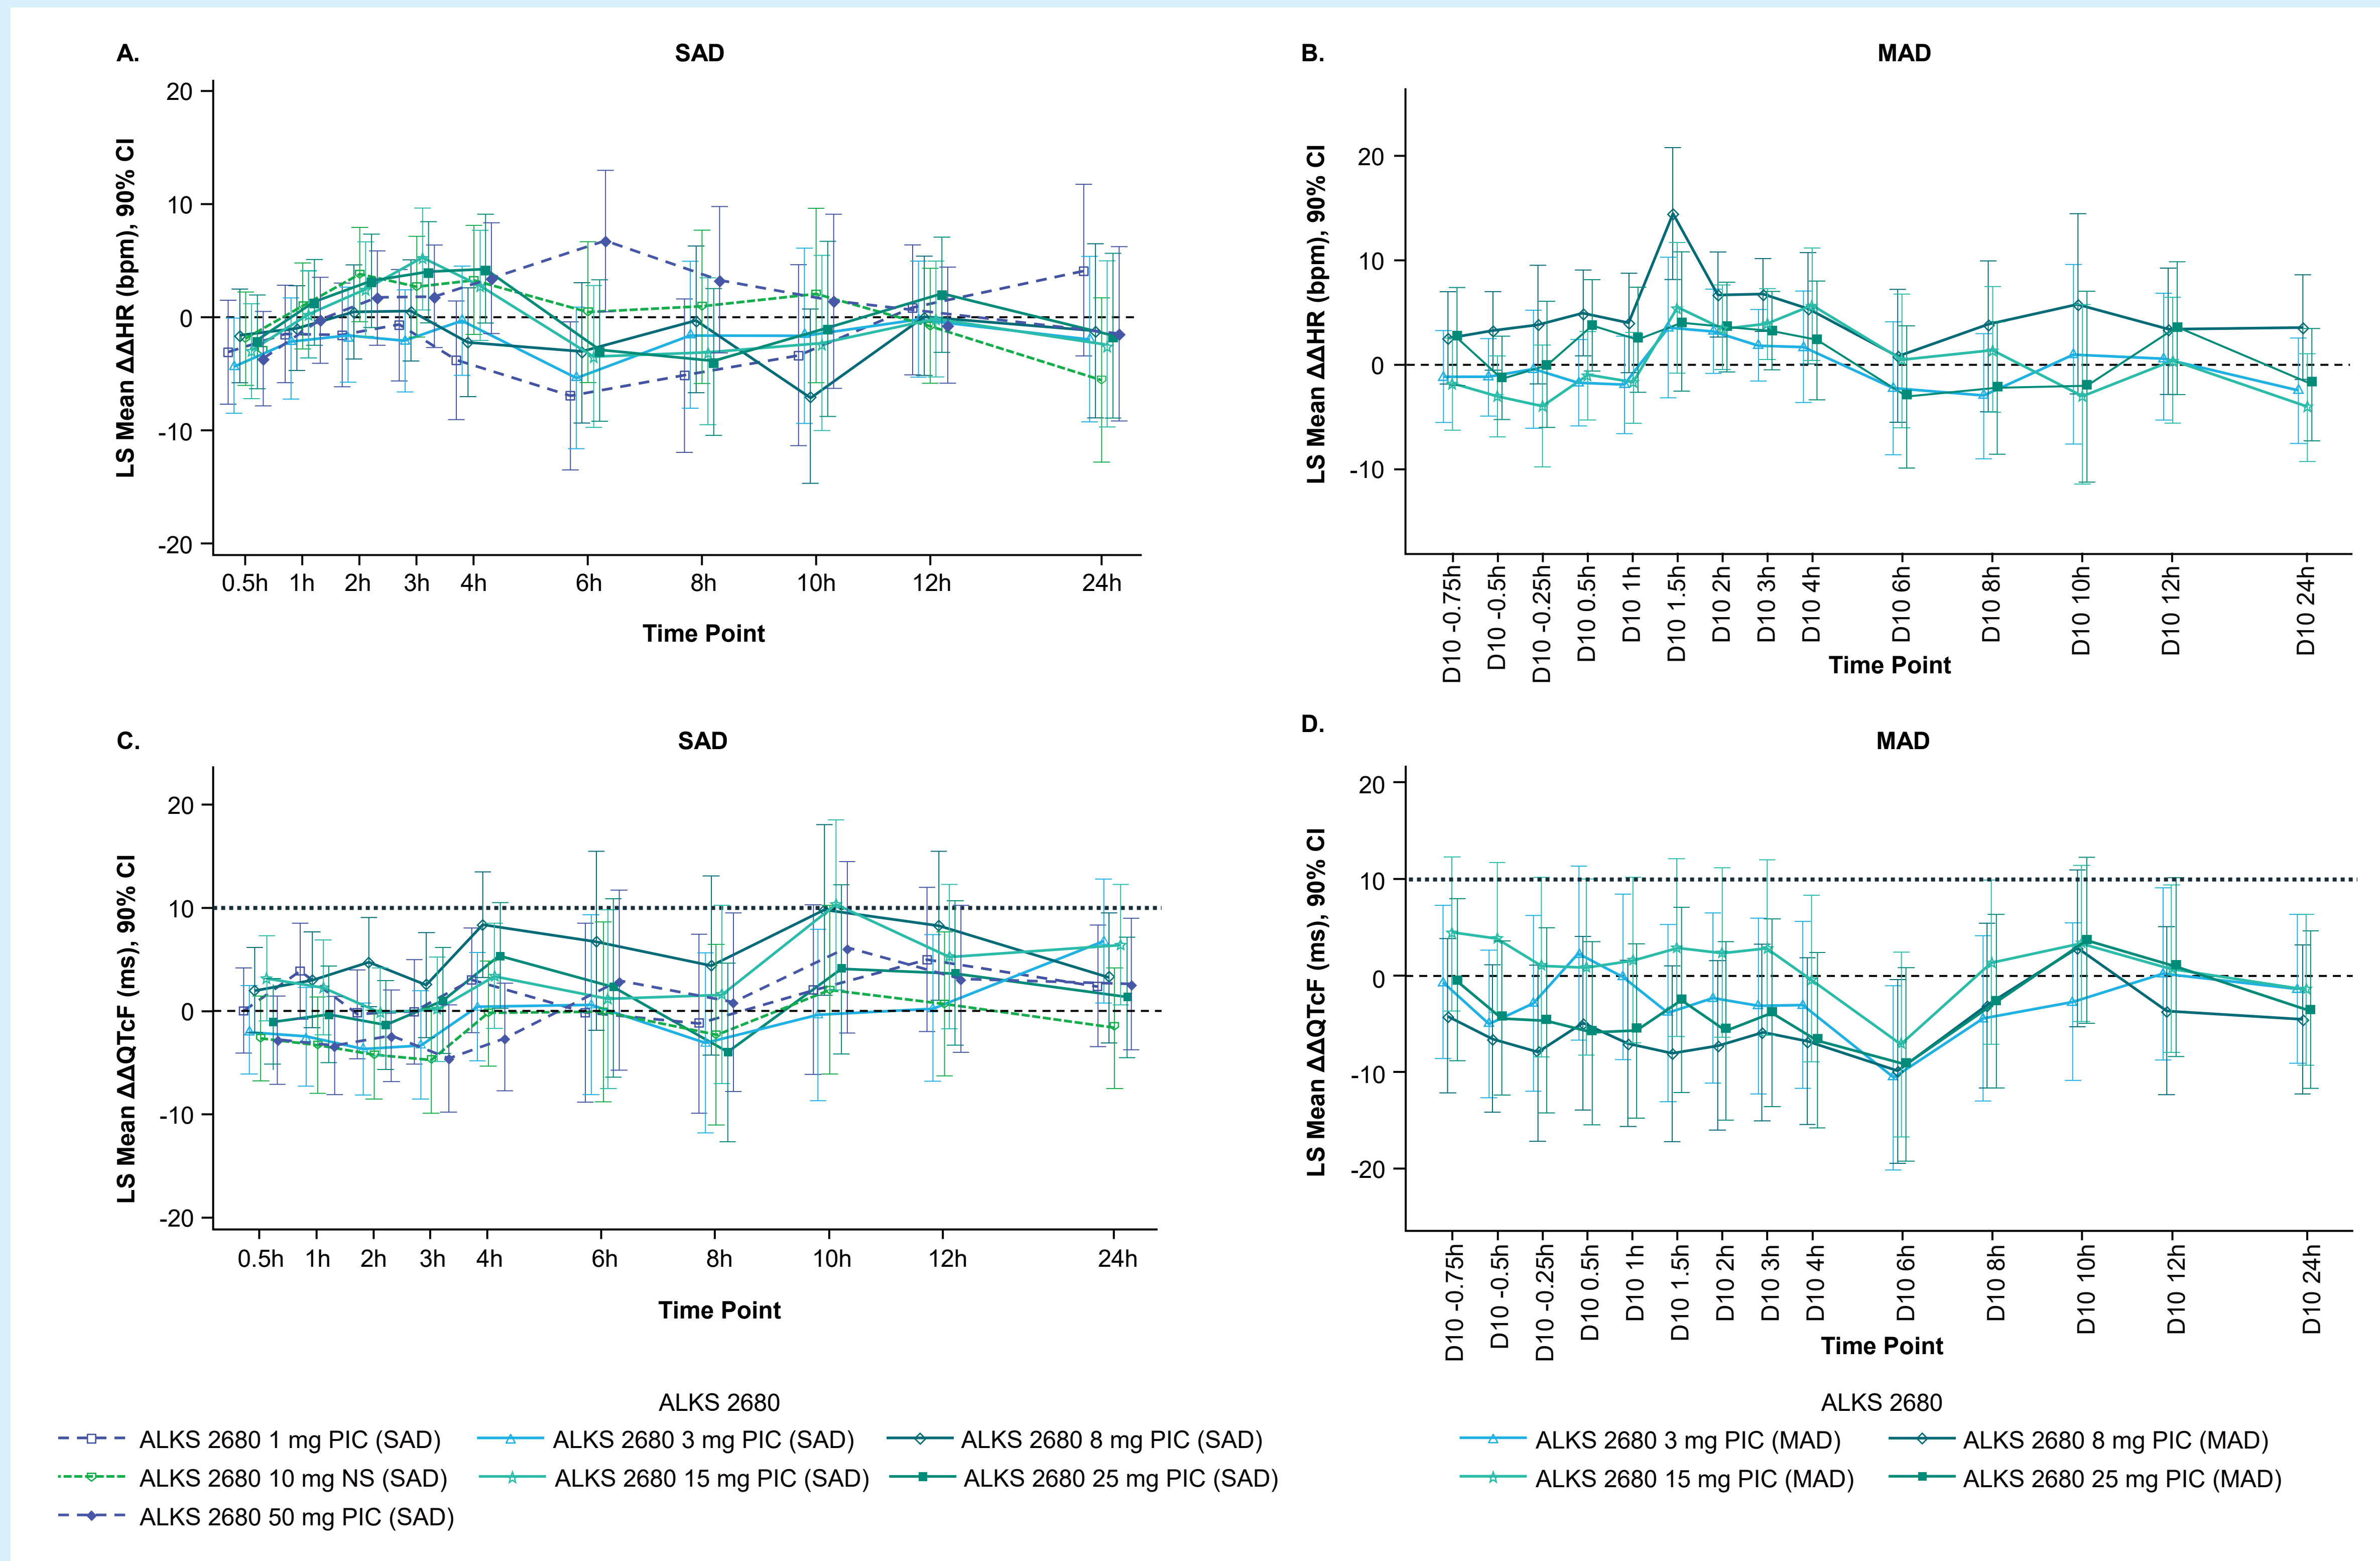 A.
SAD
LS Mean ΔΔHR (bpm), 90% CI
20
10
0
-10
-20
0.5h 1h 2h 3h 4h 6h 8h 10h 12h 24h
Time Point
B.
MAD
LS Mean ΔΔHR (bpm), 90% CI
20
10
0
-10
D10 -0.75h
D10 -0.5h
D10 -0.25h
D10 0.5h
D10 1h
D10 1.5h
D10 2h
D10 3h
D10 4h
D10 6h
D10 8h
D10 10h
D10 12h
D10 24h
Time Point
C.
SAD
LS Mean ΔΔQTcF (ms), 90% CI
20
10
0
-10
-20
0.5h 1h 2h 3h 4h 6h 8h 10h 12h 24h
Time Point
D.
MAD
LS Mean ΔΔQTcF (ms), 90% CI
20
10
0
-10
-20
D10 -0.75h
D10 -0.5h
D10 -0.25h
D10 0.5h
D10 1h
D10 1.5h
D10 2h
D10 3h
D10 4h
D10 6h
D10 8h
D10 10h
D10 12h
D10 24h
Time Point
ALKS 2680
ALKS 2680 1 mg PIC (SAD) ALKS 2680 3 mg PIC (SAD) ALKS 2680 8 mg PIC (SAD)
ALKS 2680 10 mg NS (SAD) ALKS 2680 15 mg PIC (SAD) ALKS 2680 25 mg PIC (SAD)
ALKS 2680 50 mg PIC (SAD)
ALKS 2680
ALKS 2680 3 mg PIC (MAD) ALKS 2680 8 mg PIC (MAD)
ALKS 2680 15 mg PIC (MAD) ALKS 2680 25 mg PIC (MAD)